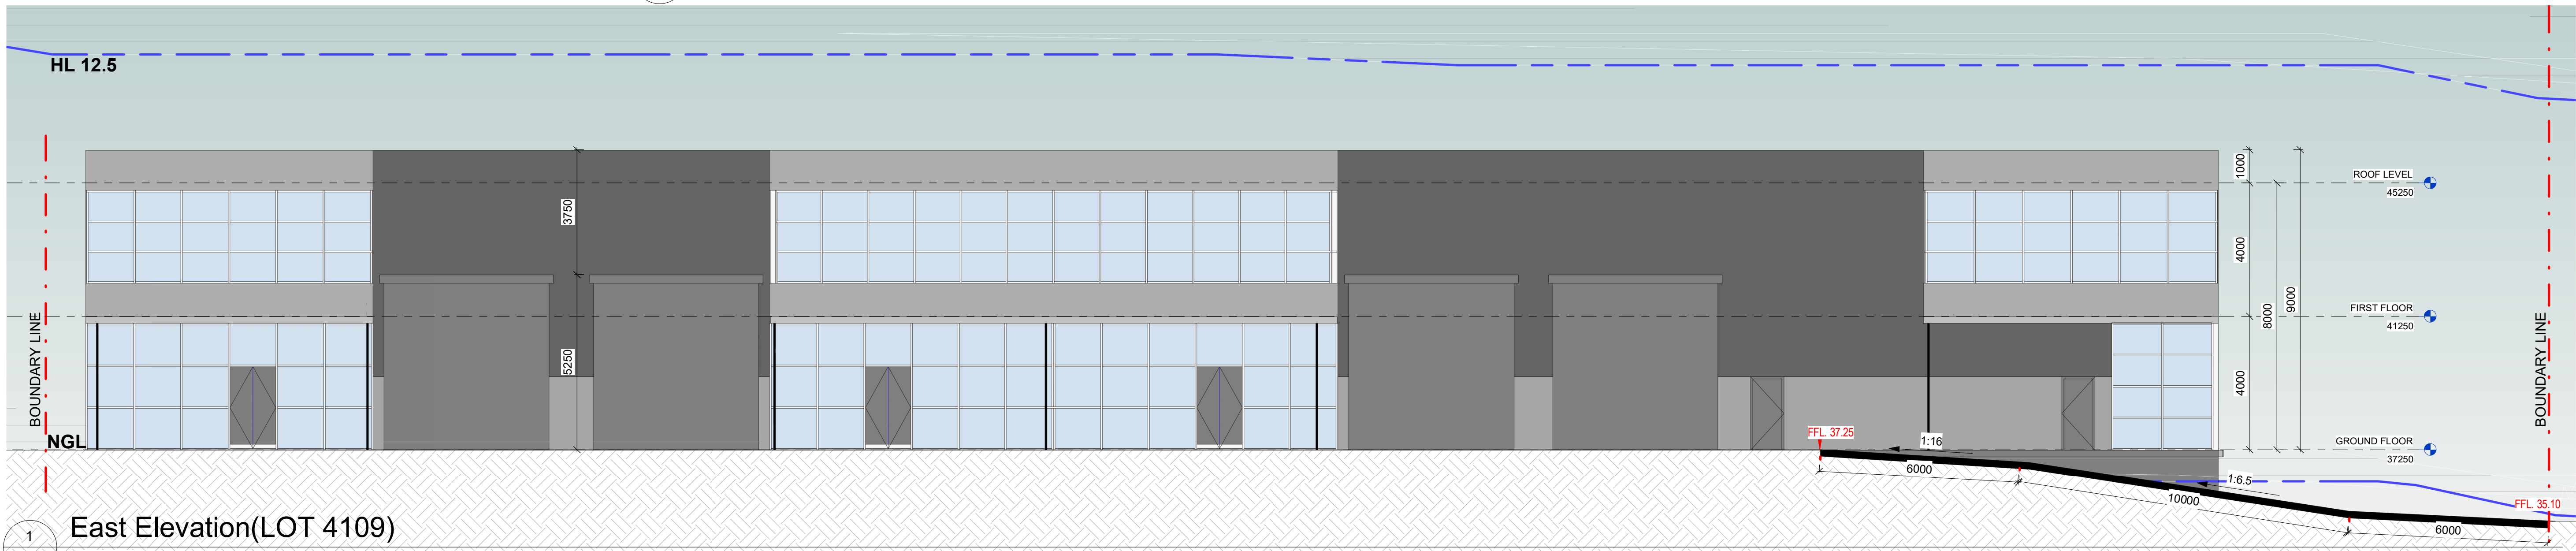 HL 12.5
1000
ROOF LEVEL
45250
3750
4000
9000
8000
FIRST FLOOR
41250
BOUNDARY LINE
BOUNDARY LINE
5250
4000
NGL
FFL. 37.25
1:16
GROUND FLOOR
37250
6000
1:6.5
10000
FFL. 35.10
6000
1
East Elevation(LOT 4109)